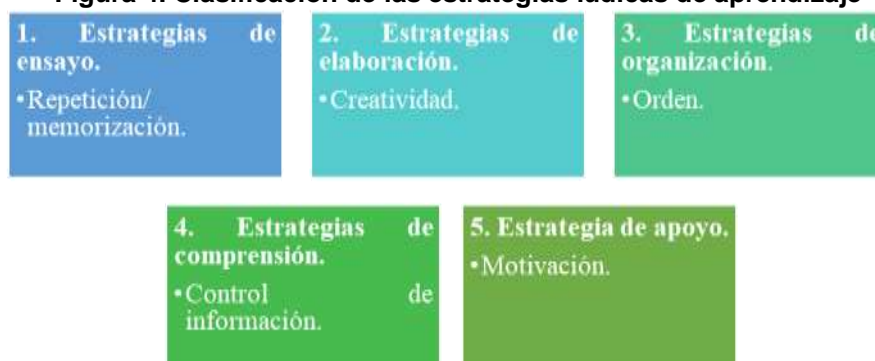 Figura 4. Clasificación de las estrategias lúdicas de aprendizaje
1. Estrategias de
ensayo.
•Repetición/
memorización.
2. Estrategias de
elaboración.
•Creatividad.
3. Estrategias de
organización.
•Orden.
4. Estrategias de
comprensión.
•Control de
información.
5. Estrategia de apoyo.
•Motivación.